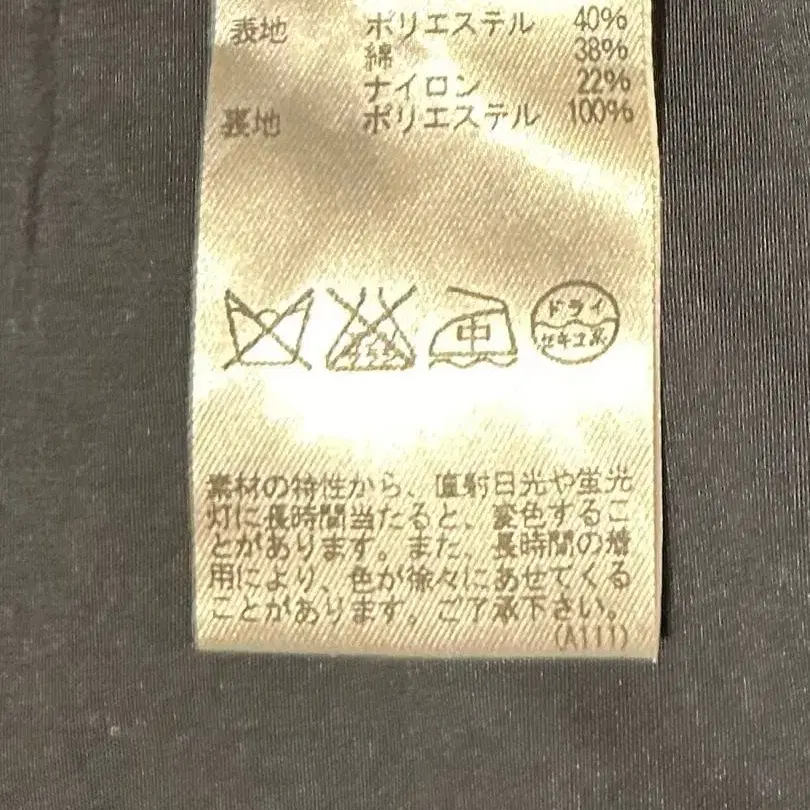 表地 ポリエステル 40%
綿 38%
ナイロン 22%
裏地 ポリエステル 100%
中
ドライ
セキユ系
素材の特性から、直射日光や蛍光
灯に長時間当たると、変色するこ
とがあります。また、長時間の着
用により、色が徐々にあせてくる
ことがあります。ご了承下さい。
(A111)